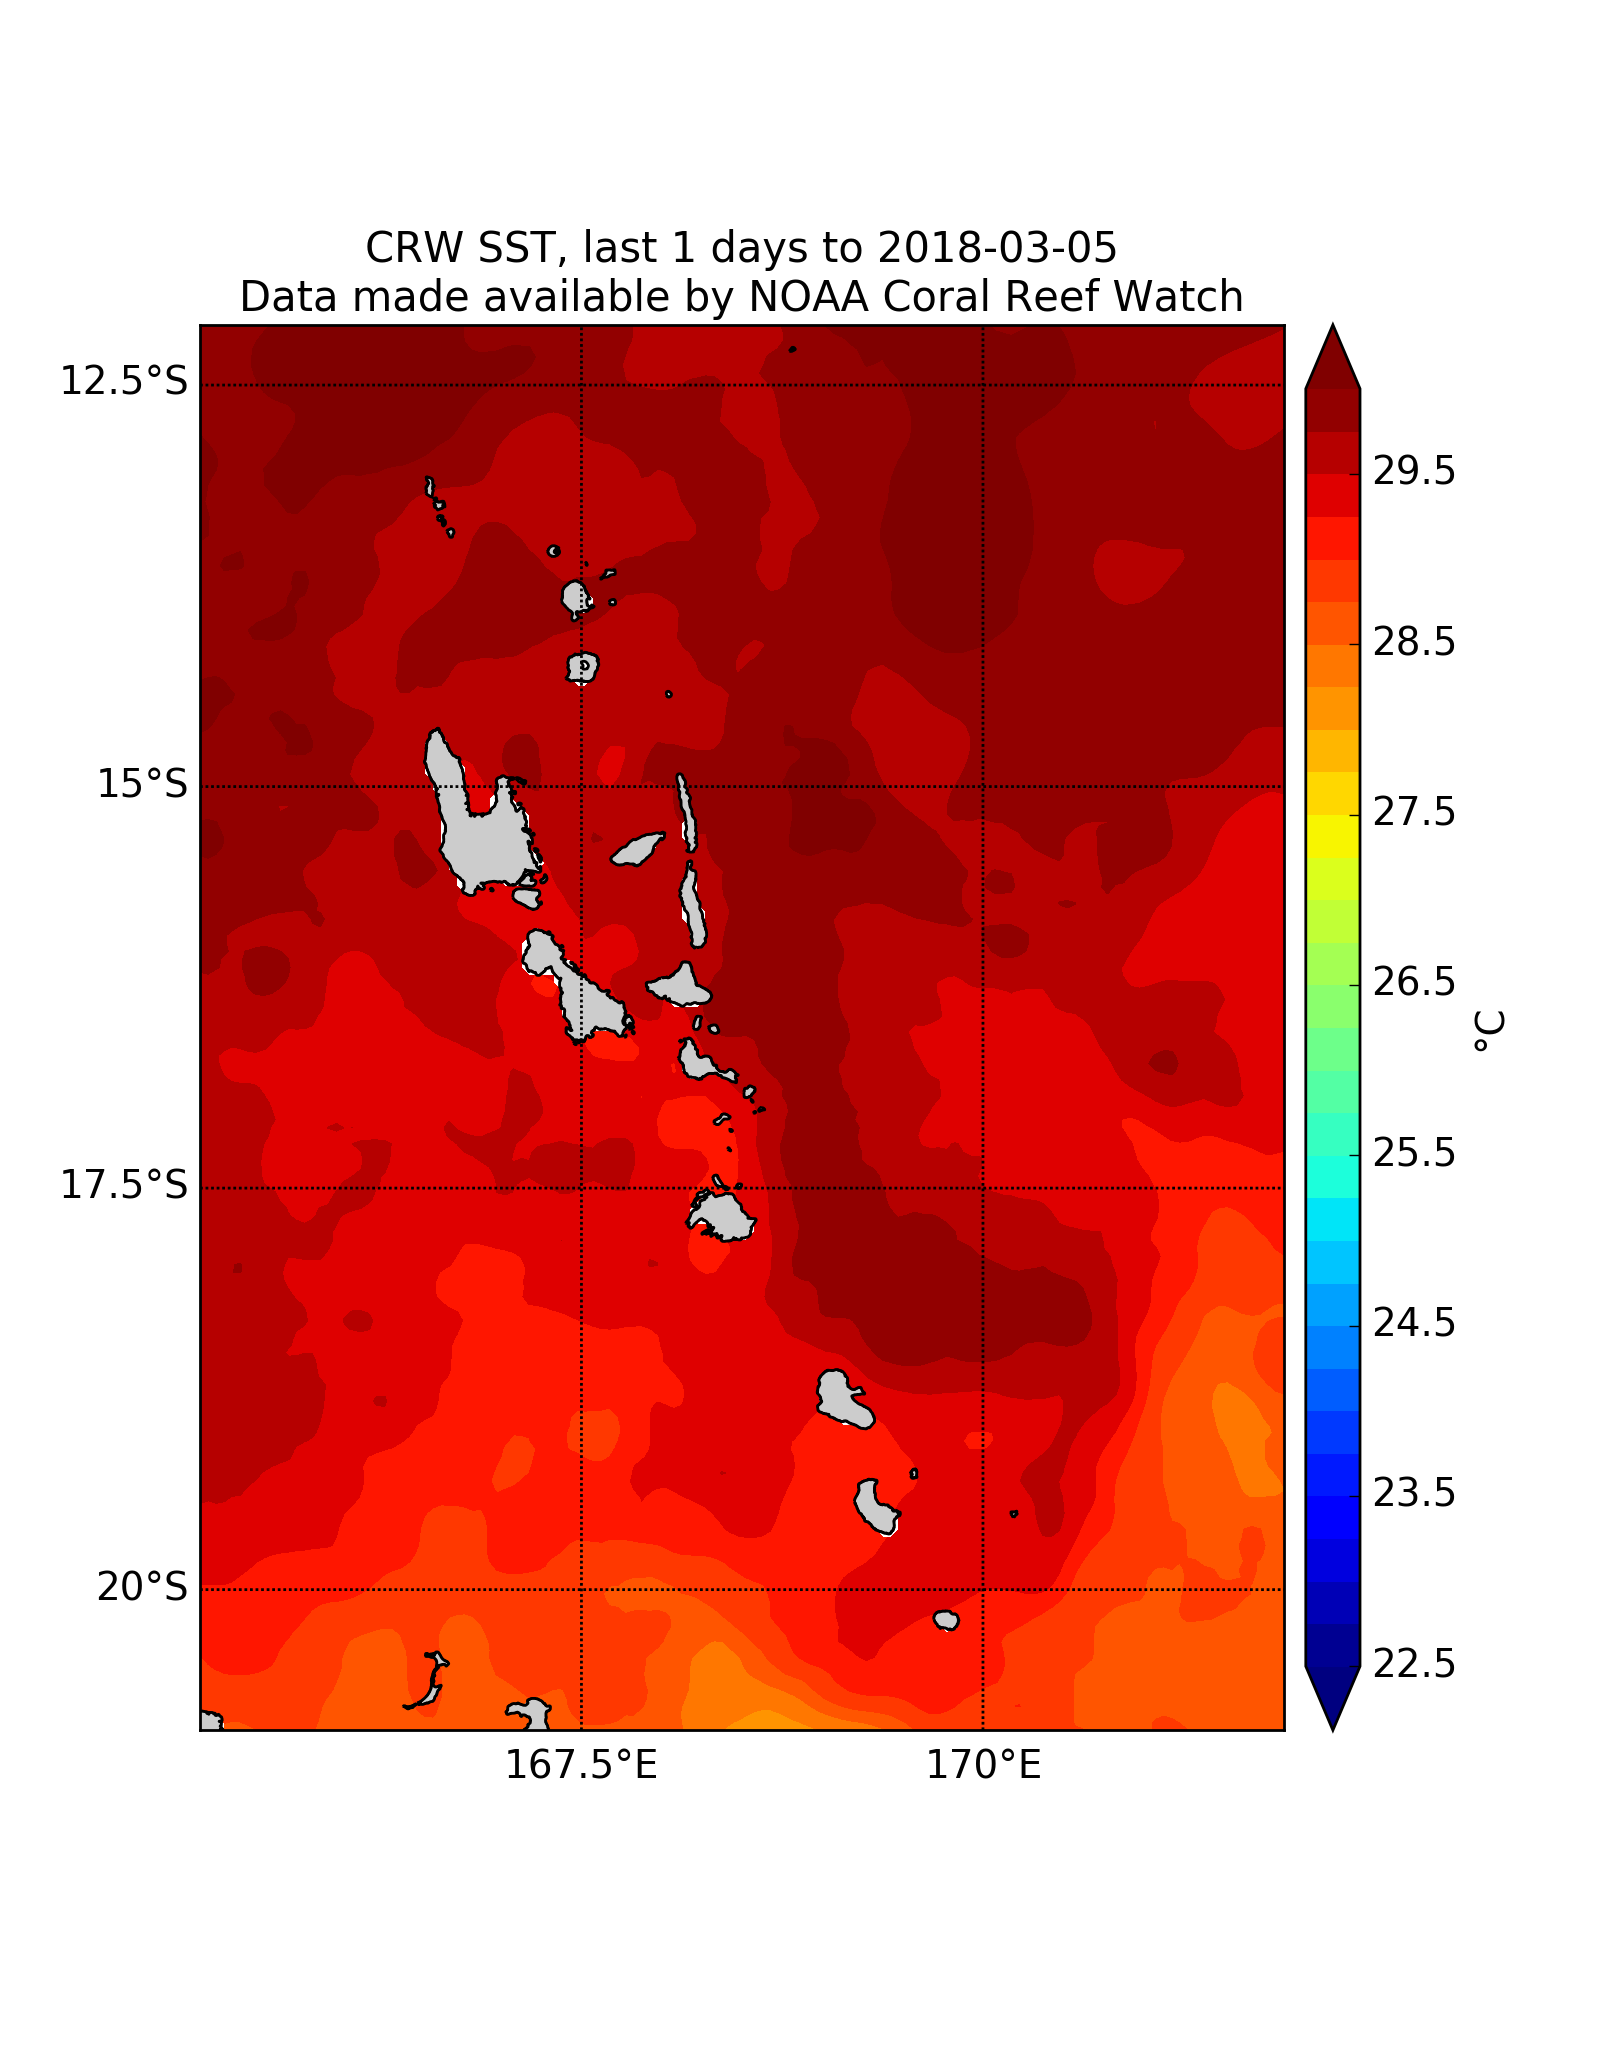 CRW SST, last 1 days to 2018-03-05
Data made available by NOAA Coral Reef Watch
12.5°S
15°S
17.5°S
20°S
167.5°E
170°E
29.5
28.5
27.5
26.5
25.5
24.5
23.5
22.5
°C